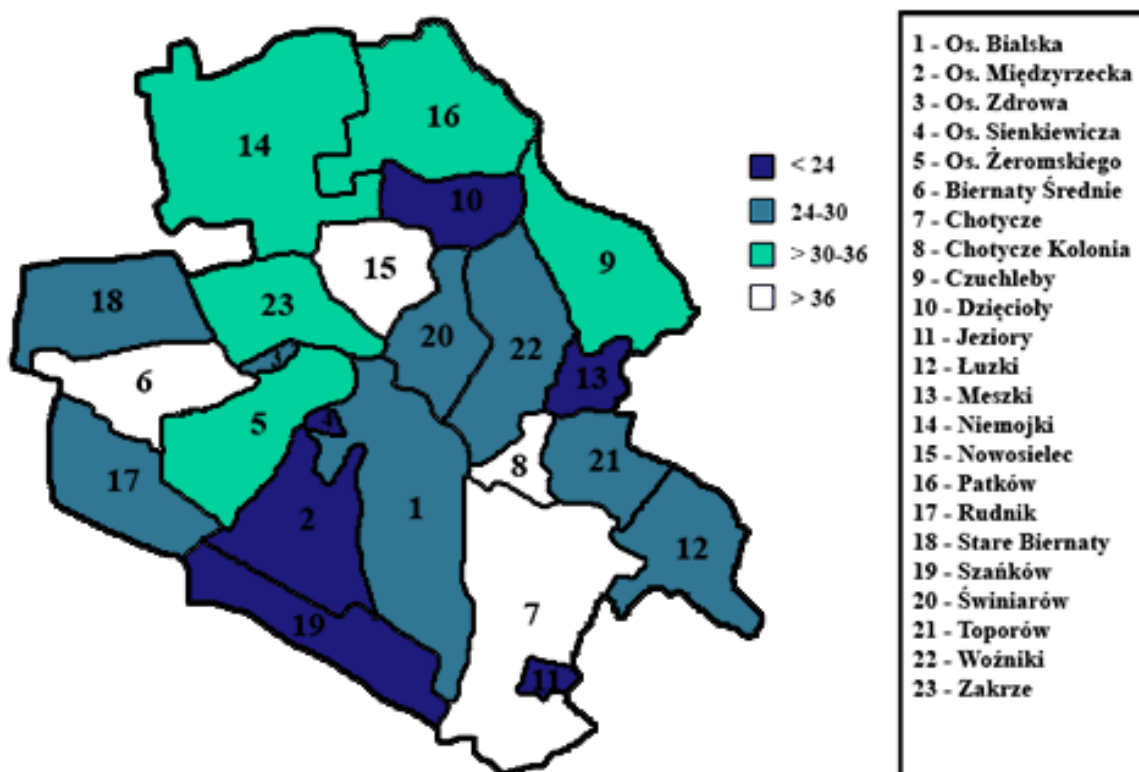 14
16
10
15
9
18
23
3
20
22
13
6
5
4
17
2
1
8
21
12
19
7
11
< 24
24-30
> 30-36
> 36
1 - Os. Bialska
2 - Os. Międzyrzecka
3 - Os. Zdrowa
4 - Os. Sienkiewicza
5 - Os. Żeromskiego
6 - Biernaty Średnie
7 - Chotycze
8 - Chotycze Kolonia
9 - Czuchleby
10 - Dzięcioły
11 - Jeziory
12 - Łuzki
13 - Meszki
14 - Niemojki
15 - Nowosielec
16 - Patków
17 - Rudnik
18 - Stare Biernaty
19 - Szańków
20 - Świniarów
21 - Toporów
22 - Woźniki
23 - Zakrze